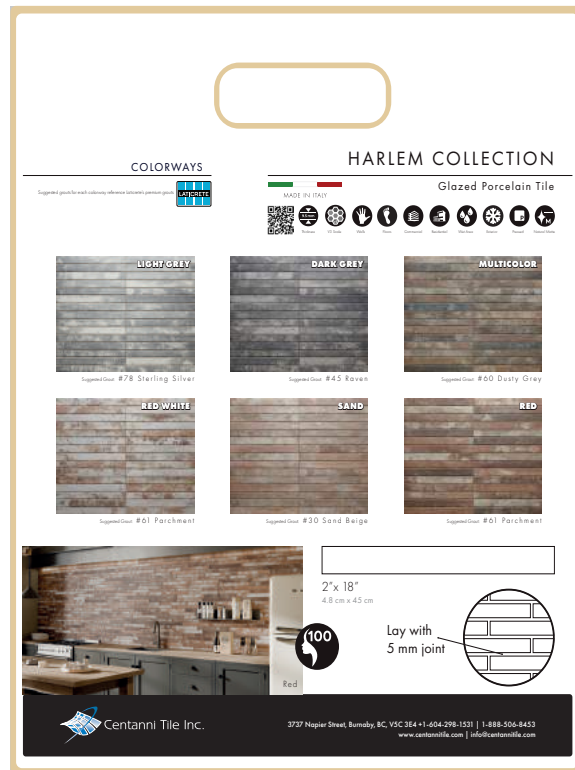 COLORWAYS
Suggested grouts for each colorway reference laticrete's premium grouts
LATICRETE
HARLEM COLLECTION
Glazed Porcelain Tile
MADE IN ITALY
9.5 mm
Thickness
V3 Shade
Walls
Floors
Commercial
Residential
Wet Areas
Exterior
Pressed
M
Natural Matte
LIGHT GREY
Suggested Grout #78 Sterling Silver
DARK GREY
Suggested Grout #45 Raven
MULTICOLOR
Suggested Grout #60 Dusty Grey
RED WHITE
Suggested Grout #61 Parchment
SAND
Suggested Grout #30 Sand Beige
RED
Suggested Grout #61 Parchment
Red
100
2”x 18”
4.8 cm x 45 cm
Lay with
5 mm joint
Centanni Tile Inc.
3737 Napier Street, Burnaby, BC, V5C 3E4 +1-604-298-1531 | 1-888-506-8453
www.centannitile.com | info@centannitile.com